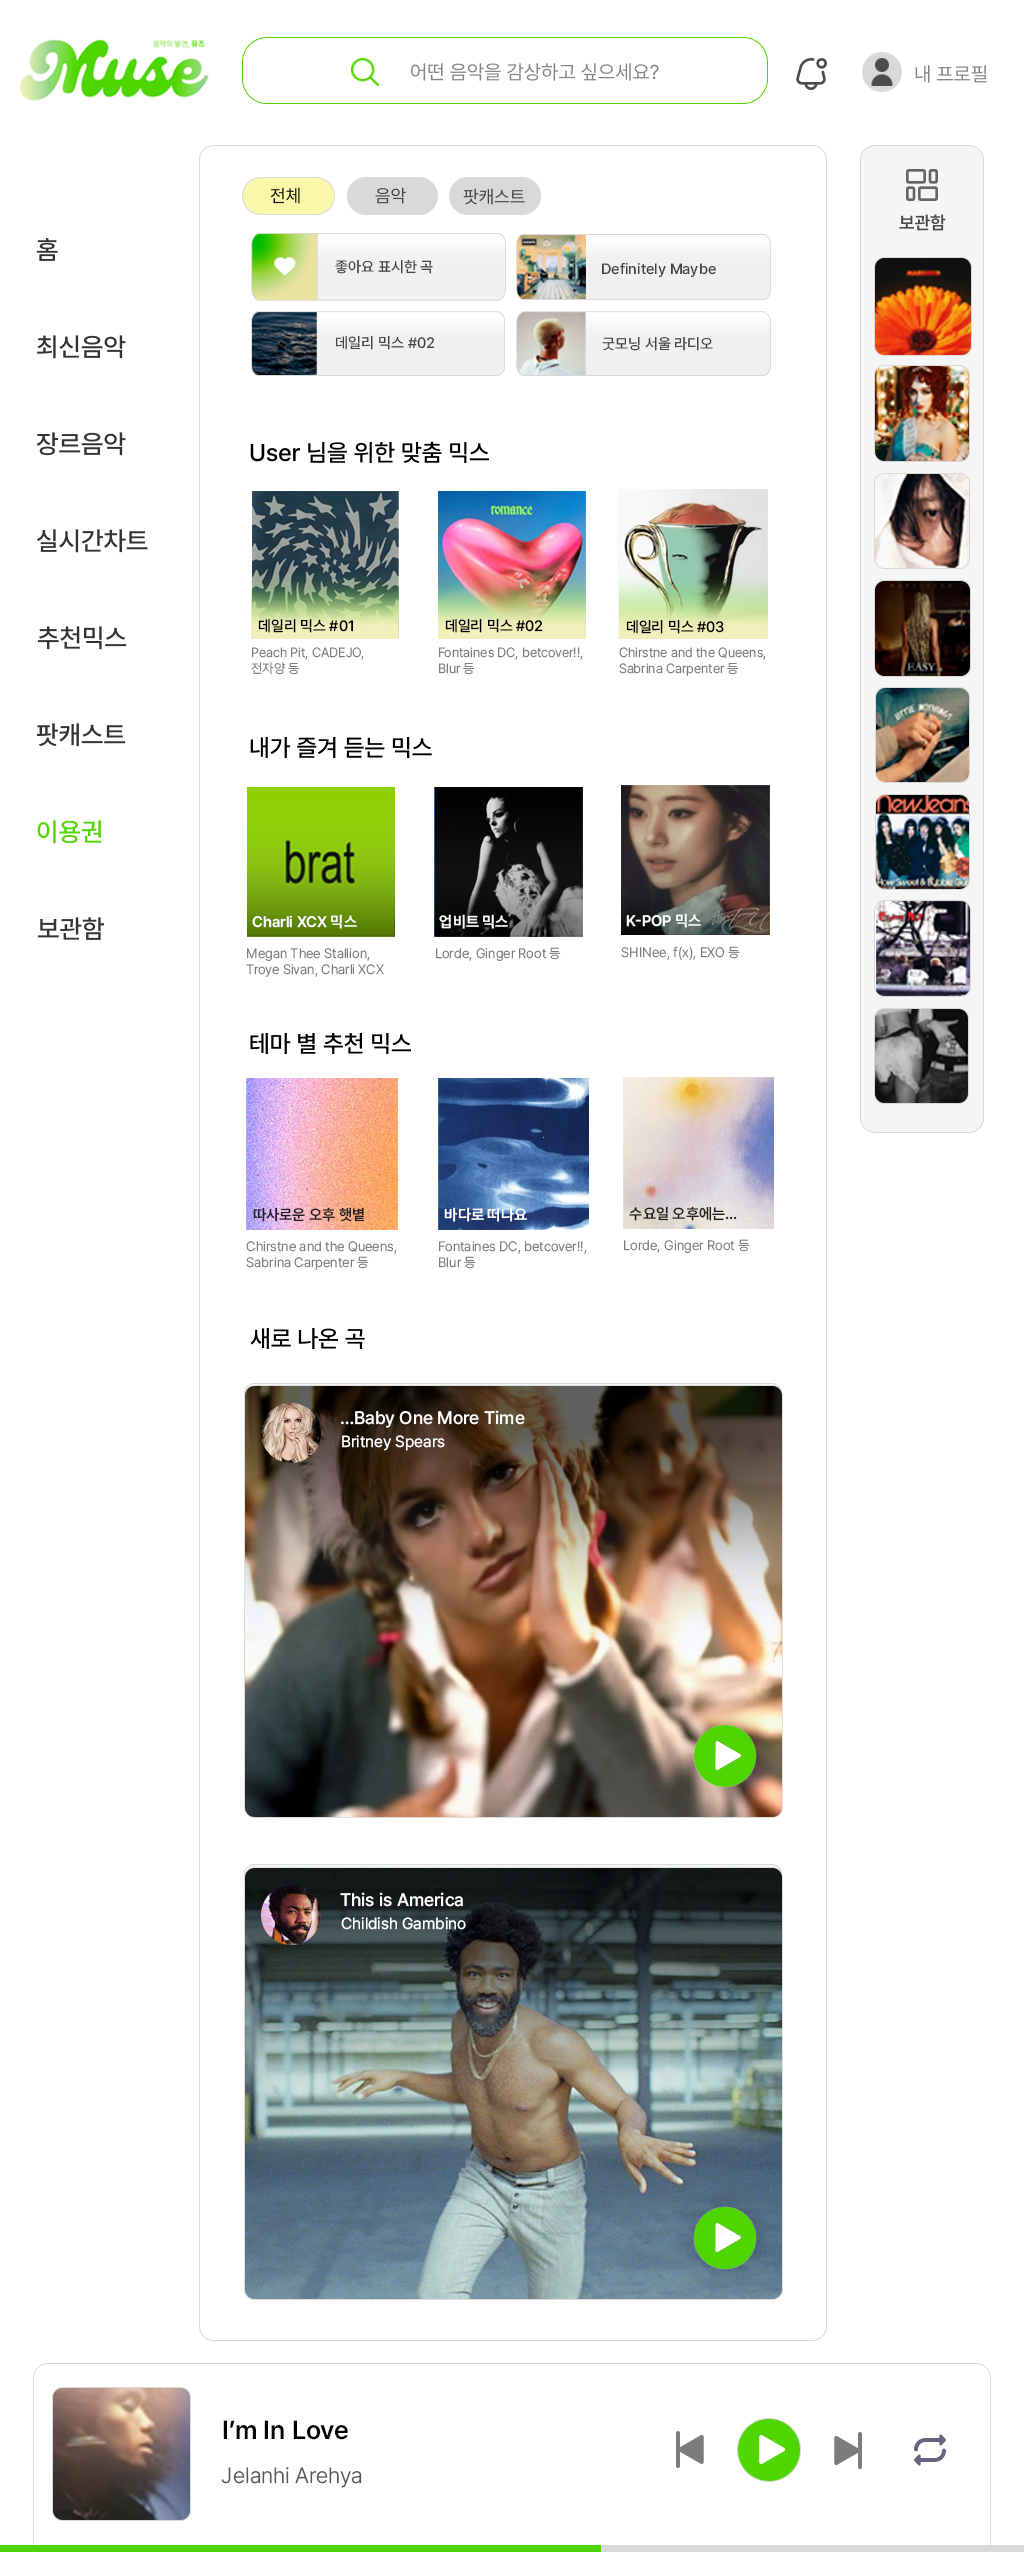 음악의 발견, 뮤즈
Muse
어떤 음악을 감상하고 싶으세요?
내 프로필
홈
최신음악
장르음악
실시간차트
추천믹스
팟캐스트
이용권
보관함
전체
음악
팟캐스트
좋아요 표시한 곡
Definitely Maybe
데일리 믹스 #02
굿모닝 서울 라디오
User 님을 위한 맞춤 믹스
romance
데일리 믹스 #01
데일리 믹스 #02
데일리 믹스 #03
Peach Pit, CADEJO,
전자양 등
Fontaines DC, betcover!!,
Blur 등
Chirstne and the Queens,
Sabrina Carpenter 등
내가 즐겨 듣는 믹스
brat
Charli XCX 믹스
업비트 믹스
K-POP 믹스
Megan Thee Stallion,
Troye Sivan, Charli XCX
Lorde, Ginger Root 등
SHINee, f(x), EXO 등
테마 별 추천 믹스
따사로운 오후 햇볕
바다로 떠나요
수요일 오후에는...
Chirstne and the Queens,
Sabrina Carpenter 등
Fontaines DC, betcover!!,
Blur 등
Lorde, Ginger Root 등
새로 나온 곡
...Baby One More Time
Britney Spears
This is America
Childish Gambino
보관함
EASY
NewJeans
How Sweet & Bubble Gum
I'm In Love
Jelanhi Arehya